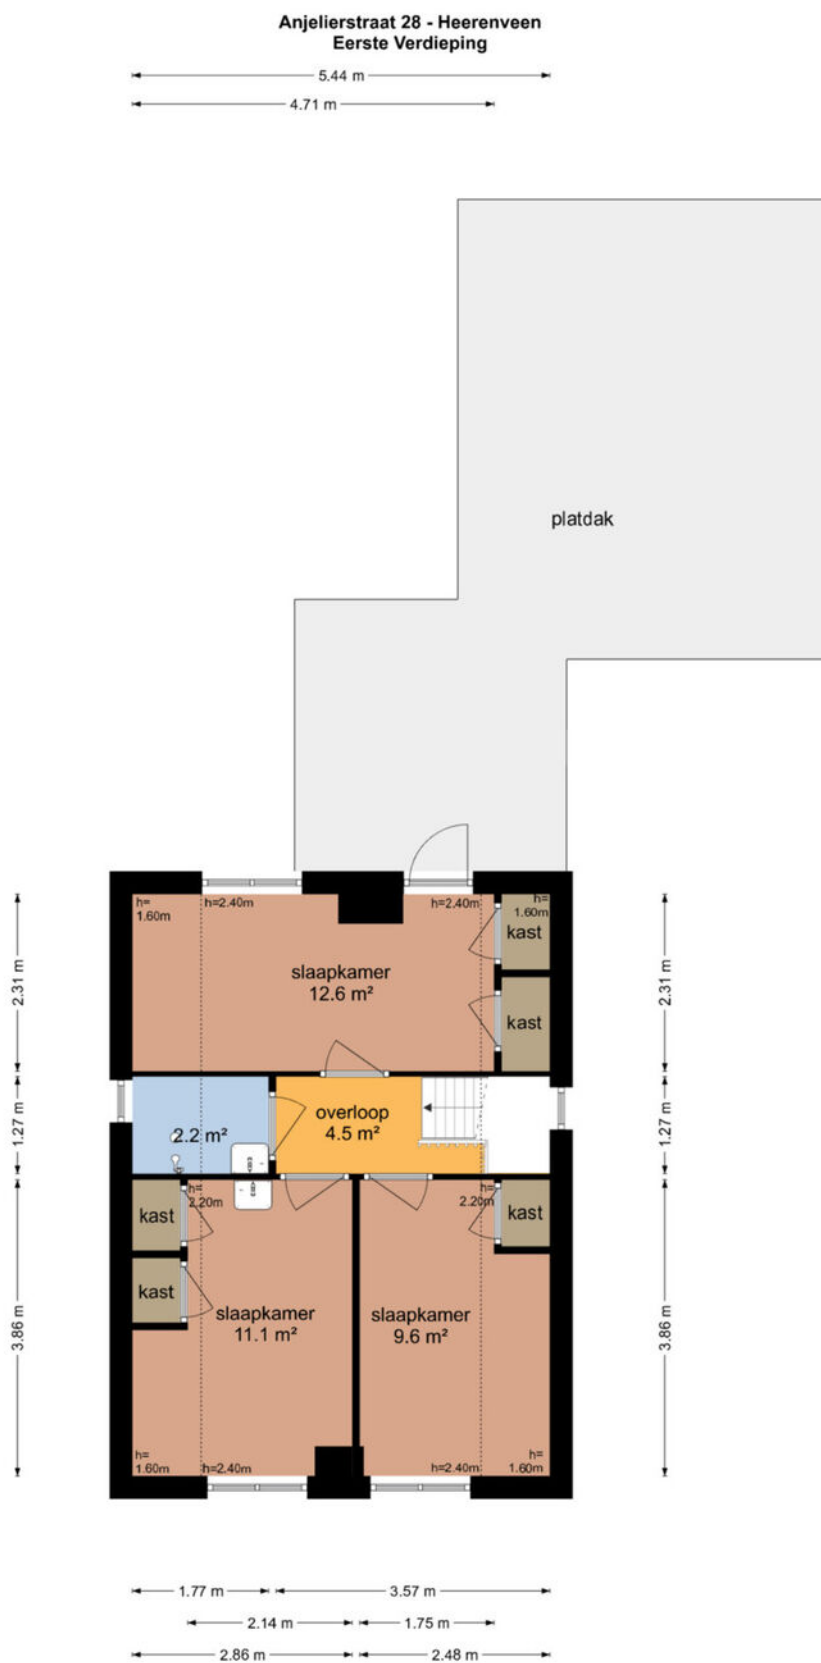 Anjelierstraat 28 - Heerenveen
Eerste Verdieping
5.44 m
4.71 m
platdak
h=
1.60m
h=2.40m
h=2.40m
h=
1.60m
kast
slaapkamer
12.6 m²
kast
2.31 m
2.31 m
overloop
4.5 m²
2.2 m²
1.27 m
1.27 m
h=
2.20m
h=
2.20m
kast
kast
kast
slaapkamer
11.1 m²
slaapkamer
9.6 m²
3.86 m
3.86 m
h=
1.60m
h=2.40m
h=2.40m
h=
1.60m
1.77 m
3.57 m
2.14 m
1.75 m
2.86 m
2.48 m